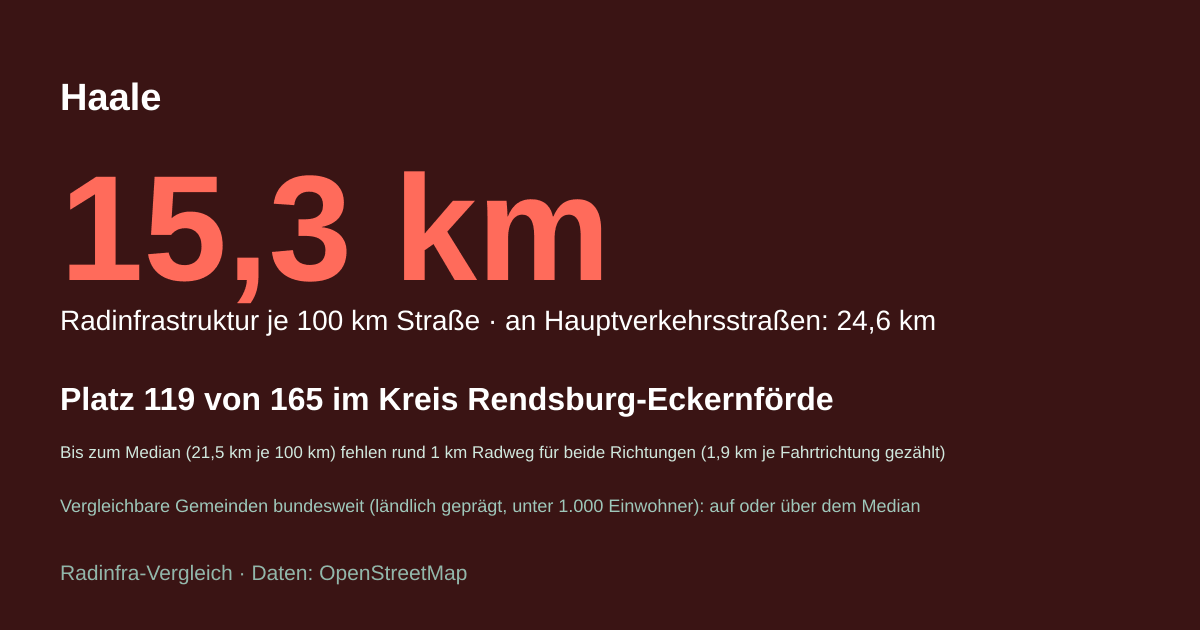 Haale
15,3 km
Radinfrastruktur je 100 km Straße · an Hauptverkehrsstraßen: 24,6 km
Platz 119 von 165 im Kreis Rendsburg-Eckernförde
Bis zum Median (21,5 km je 100 km) fehlen rund 1 km Radweg für beide Richtungen (1,9 km je Fahrtrichtung gezählt)
Vergleichbare Gemeinden bundesweit (ländlich geprägt, unter 1.000 Einwohner): auf oder über dem Median
Radinfra-Vergleich · Daten: OpenStreetMap